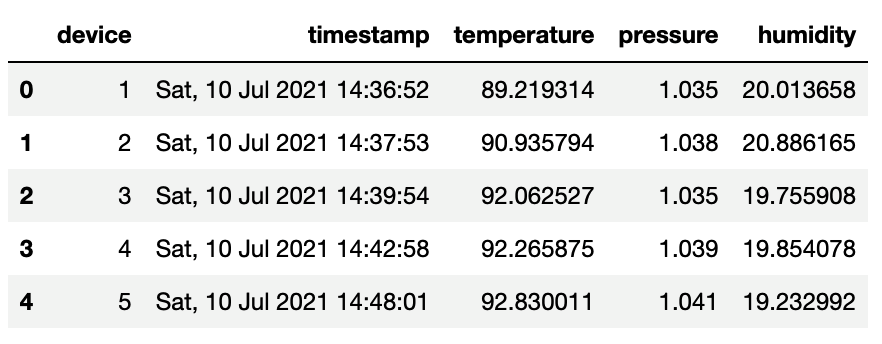 device timestamp temperature pressure humidity
0 1 Sat, 10 Jul 2021 14:36:52 89.219314 1.035 20.013658
1 2 Sat, 10 Jul 2021 14:37:53 90.935794 1.038 20.886165
2 3 Sat, 10 Jul 2021 14:39:54 92.062527 1.035 19.755908
3 4 Sat, 10 Jul 2021 14:42:58 92.265875 1.039 19.854078
4 5 Sat, 10 Jul 2021 14:48:01 92.830011 1.041 19.232992